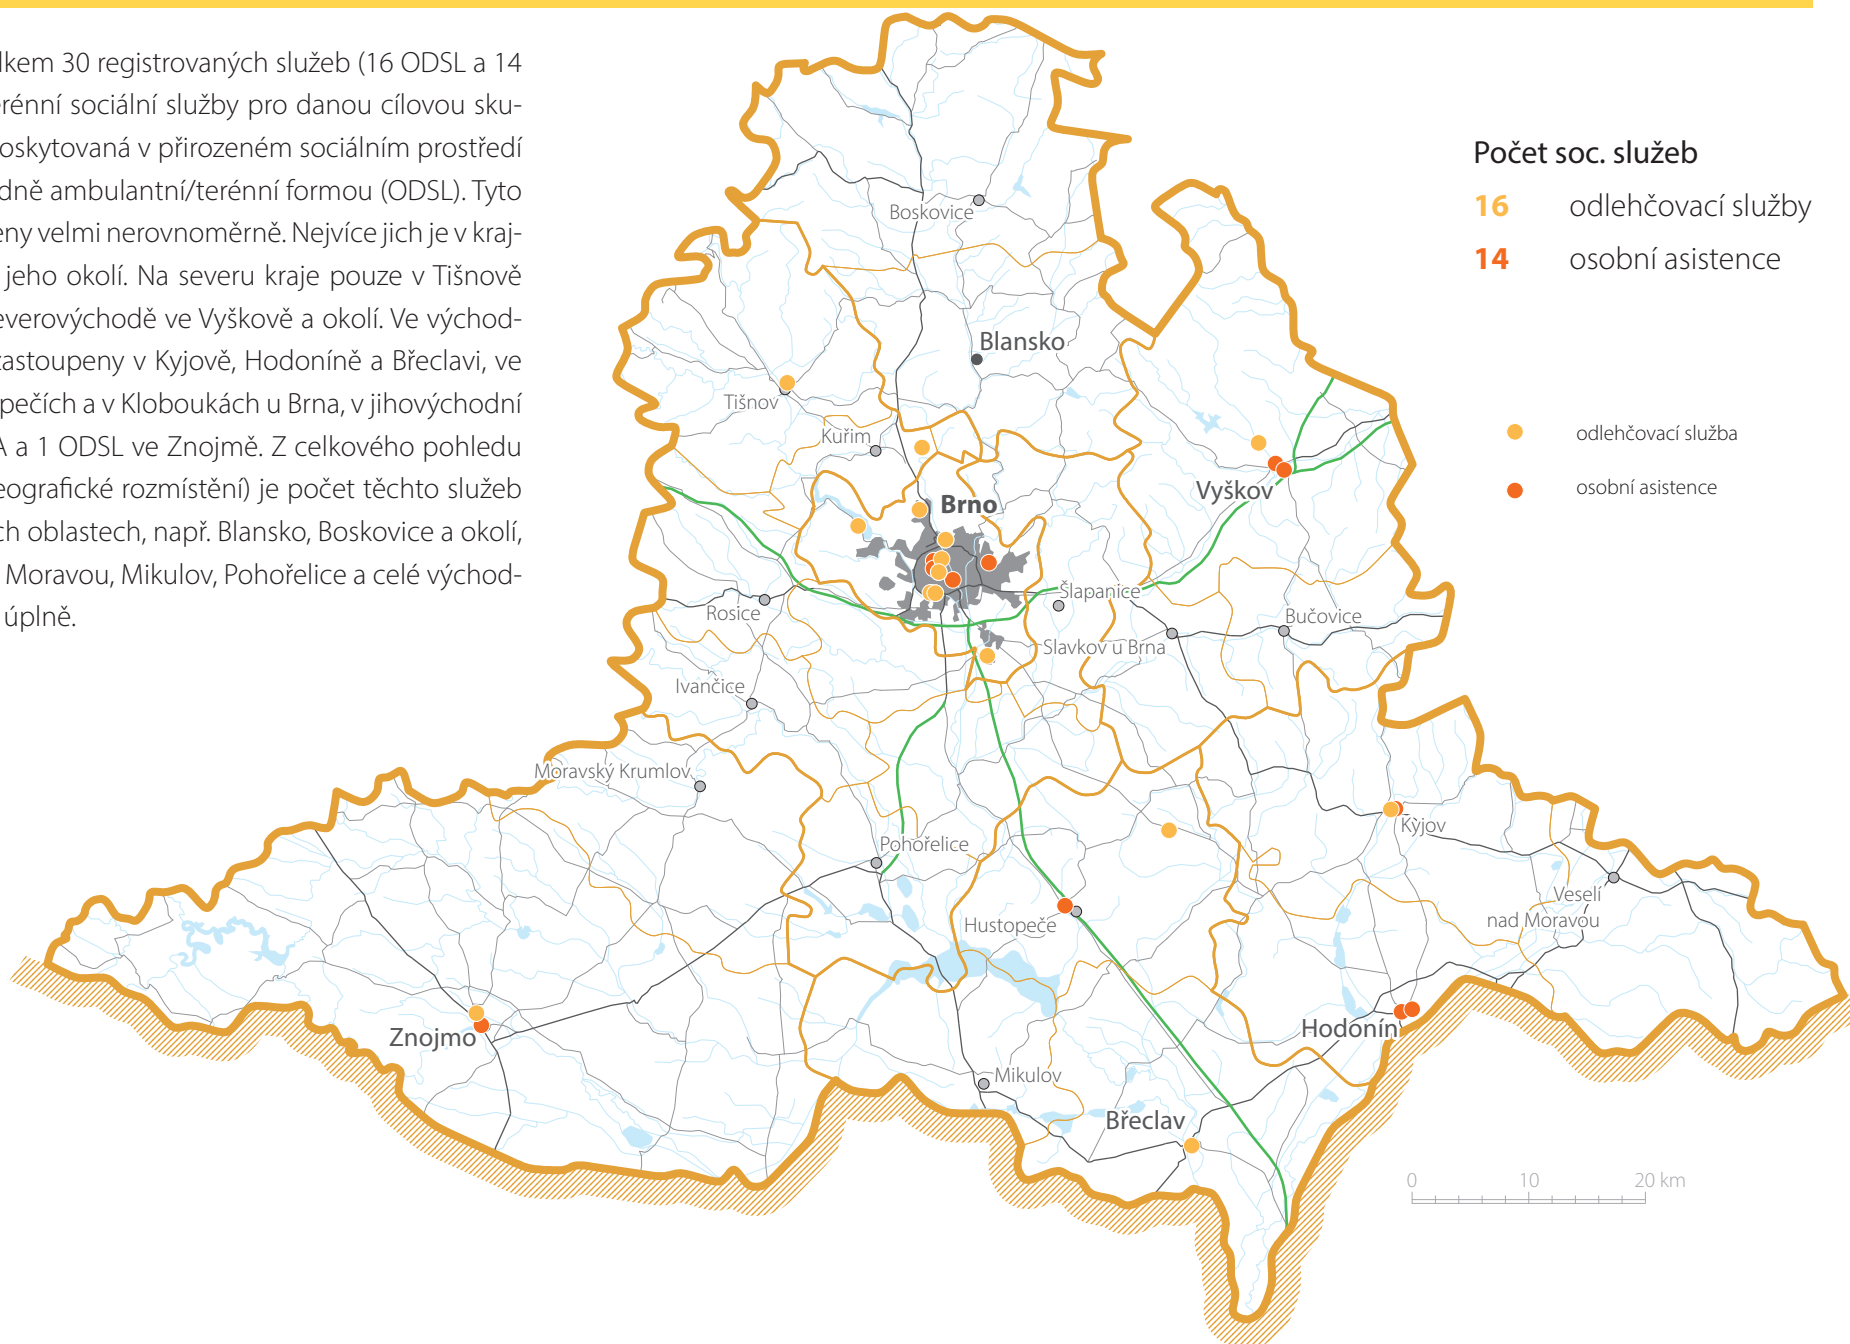 lkem 30 registrovaných služeb (16 ODSL a 14
erénní sociální služby pro danou cílovou sku-
oskytovaná v přirozeném sociálním prostředí
dně ambulantní/terénní formou (ODSL). Tyto
eny velmi nerovnoměrně. Nejvíce jich je v kraj-
jeho okolí. Na severu kraje pouze v Tišnově
everovýchodě ve Vyškově a okolí. Ve východ-
zastoupeny v Kyjově, Hodoníně a Břeclavi, ve
pečích a v Kloboukách u Brna, v jihovýchodní
A a 1 ODSL ve Znojmě. Z celkového pohledu
eografické rozmístění) je počet těchto služeb
ch oblastech, např. Blansko, Boskovice a okolí,
Moravou, Mikulov, Pohořelice a celé východ-
úplně.
Počet soc. služeb
16 odlehčovací služby
14 osobní asistence
odlehčovací služba
osobní asistence
Boskovice
Blansko
Tišnov
Kuřim
Vyškov
Brno
Šlapanice
Rosice
Bučovice
Slavkov u Brna
Ivančice
Moravský Krumlov
Kyjov
Pohořelice
Veselí
nad Moravou
Hustopeče
Znojmo
Hodonín
Mikulov
Břeclav
0 10 20 km